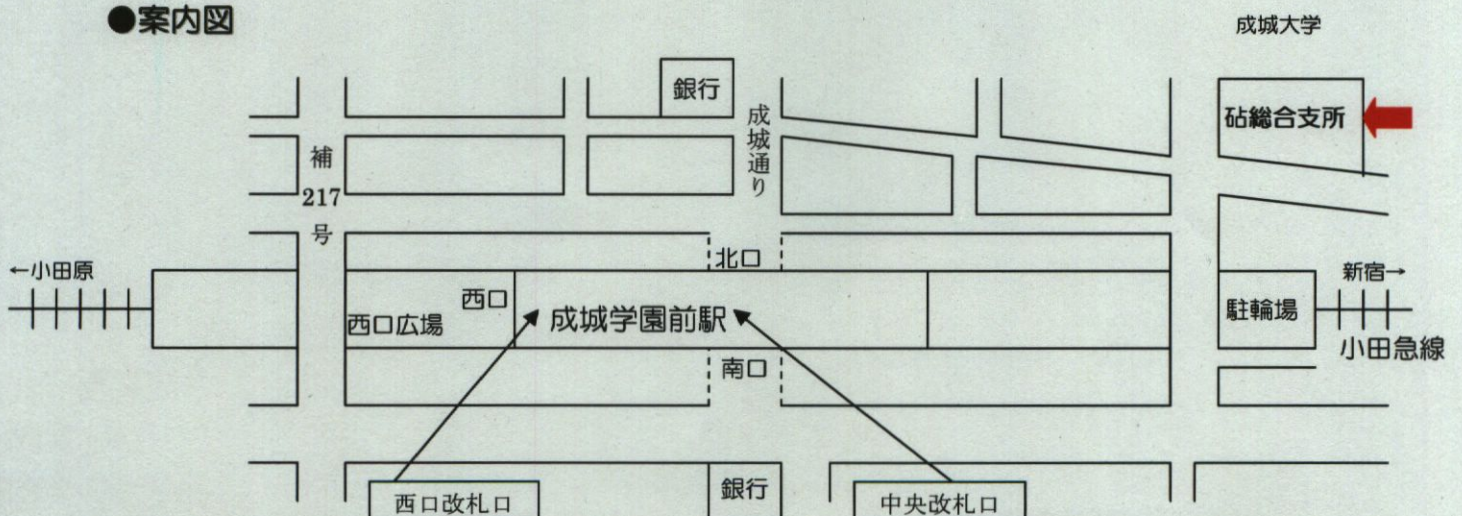 ●案内図
成城大学
銀行
成城通り
砧総合支所
補217号
北口
←小田原
新宿→
西口
西口広場
成城学園前駅
駐輪場
小田急線
南口
西口改札口
銀行
中央改札口